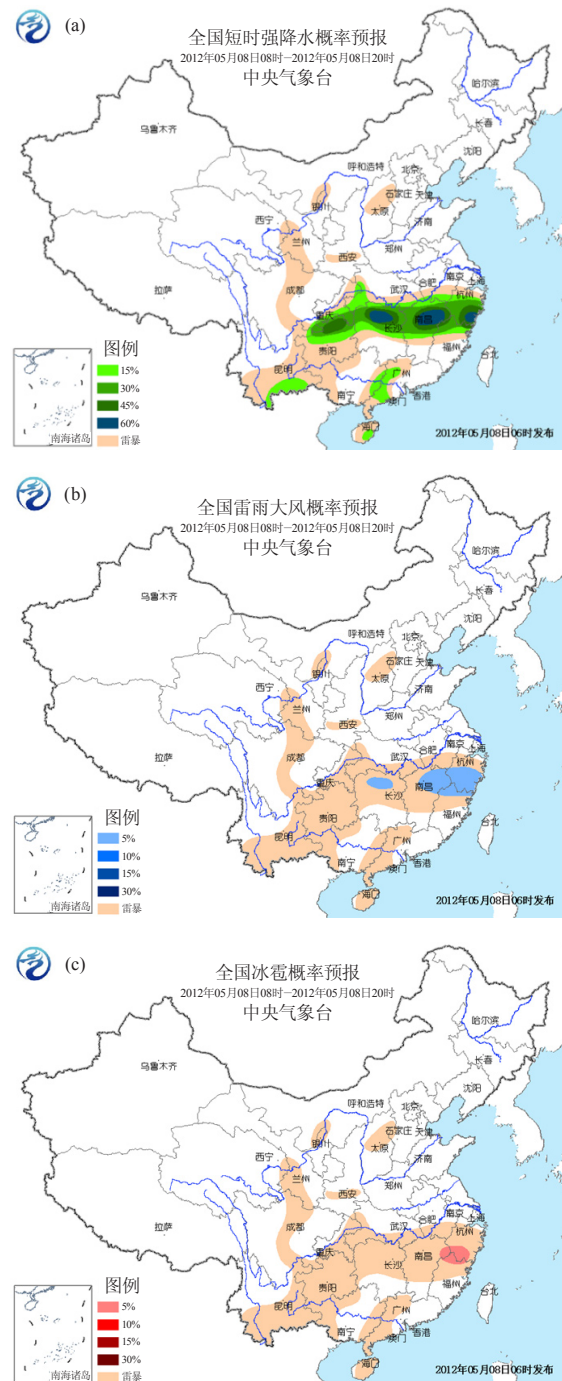 (a)
全国短时强降水概率预报
2012年05月08日08时—2012年05月08日20时
中央气象台
哈尔滨
长春
乌鲁木齐
沈阳
呼和浩特
北京
石家庄 天津
银川
太原
西宁
济南
兰州
西安
郑州
拉萨
成都
武汉
合肥
南京
上海
杭州
重庆
长沙
南昌
贵阳
福州
昆明
台北
广州
南宁
香港
澳门
海口
图例
15%
30%
45%
60%
雷暴
南海诸岛
2012年05月08日06时发布
(b)
全国雷雨大风概率预报
2012年05月08日08时—2012年05月08日20时
中央气象台
哈尔滨
长春
乌鲁木齐
沈阳
呼和浩特
北京
石家庄 天津
银川
太原
西宁
济南
兰州
西安
郑州
拉萨
成都
武汉
合肥
南京
上海
杭州
重庆
长沙
南昌
贵阳
福州
昆明
台北
广州
南宁
香港
澳门
海口
图例
5%
10%
15%
30%
雷暴
南海诸岛
2012年05月08日06时发布
(c)
全国冰雹概率预报
2012年05月08日08时—2012年05月08日20时
中央气象台
哈尔滨
长春
乌鲁木齐
沈阳
呼和浩特
北京
石家庄 天津
银川
太原
西宁
济南
兰州
西安
郑州
拉萨
成都
武汉
合肥
南京
上海
杭州
重庆
长沙
南昌
贵阳
福州
昆明
台北
广州
南宁
香港
澳门
海口
图例
5%
10%
15%
30%
雷暴
南海诸岛
2012年05月08日06时发布